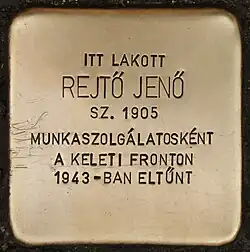 ITT LAKOTT
REJTŐ JENŐ
SZ. 1905
MUNKASZOLGÁLATOSKÉNT
A KELETI FRONTON
1943-BAN ELTŰNT